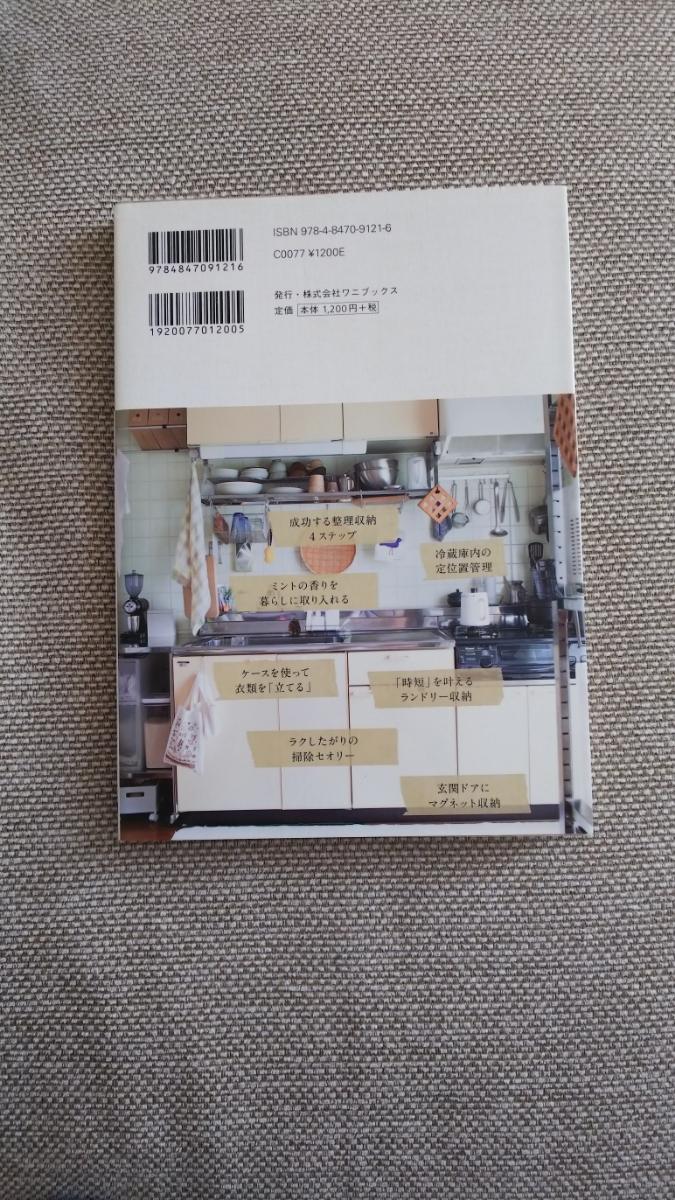 ISBN 978-4-8470-9121-6
C0077 ¥1200E
9784847091216
発行・株式会社ワニブックス
定価 本体 1,200円+税
1920077012005
成功する整理収納
4ステップ
冷蔵庫内の
定位置管理
ミントの香りを
暮らしに取り入れる
ケースを使って
衣類を「立てる」
「時短」を叶える
ランドリー収納
ラクしたがりの
掃除セオリー
玄関ドアに
マグネット収納